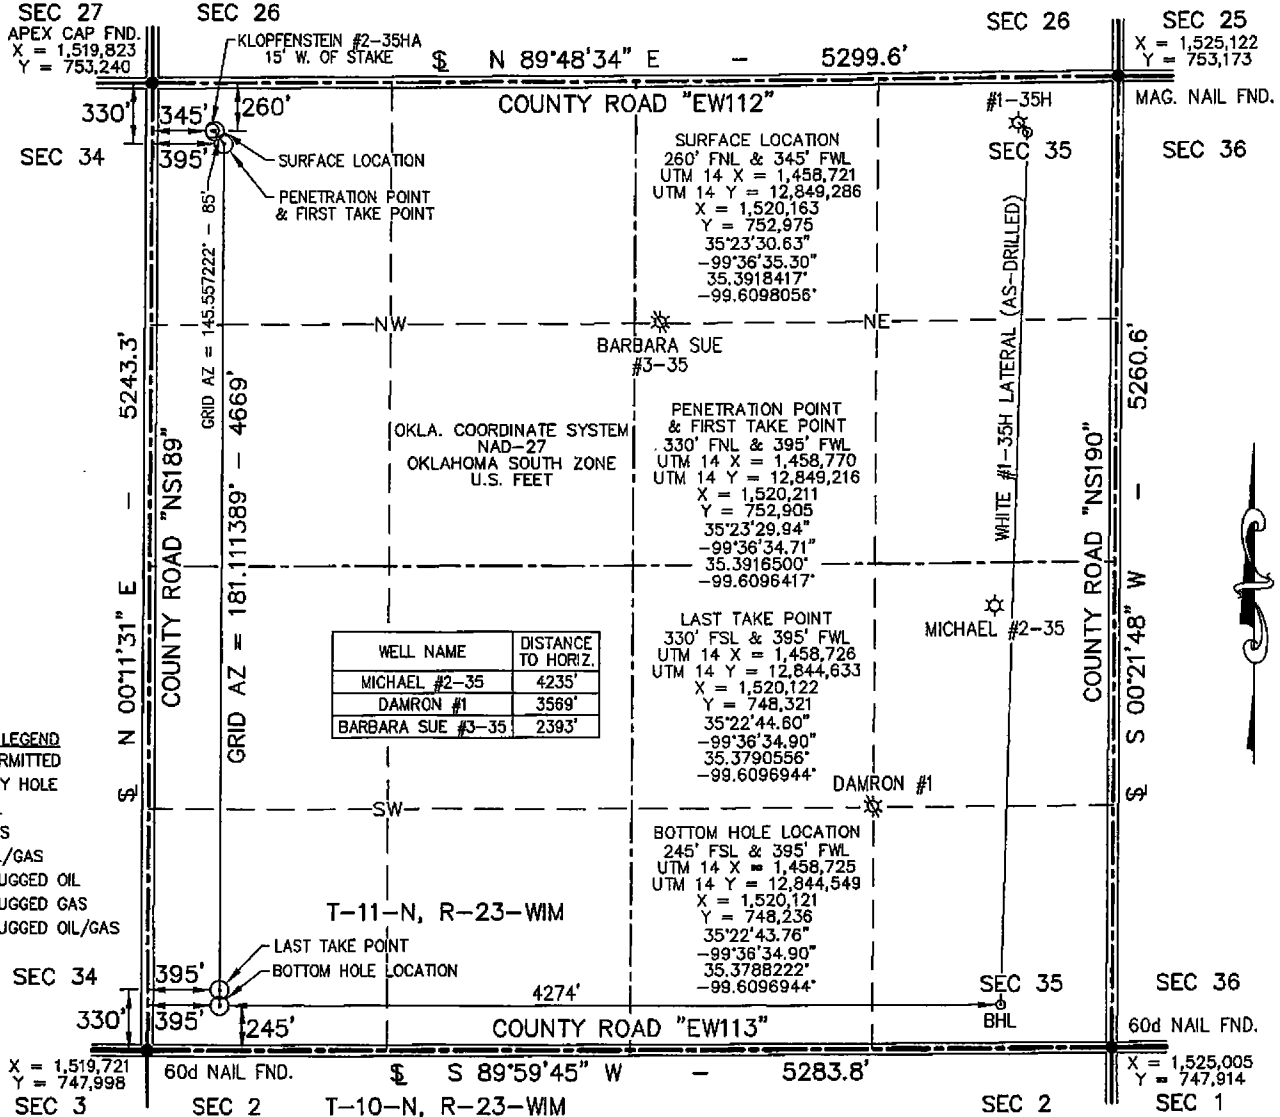 SEC 27
SEC 26
SEC 26
SEC 25
APEX CAP FND.
X = 1,519,823
Y = 753,240
KLOPFENSTEIN #2-35HA
15' W. OF STAKE
N 89°48'34" E - 5299.6'
X = 1,525,122
Y = 753,173
MAG. NAIL FND.
COUNTY ROAD "EW112"
330'
345'
260'
395'
SEC 34
SURFACE LOCATION
PENETRATION POINT
& FIRST TAKE POINT
#1-35H
SEC 35
SEC 36
SURFACE LOCATION
260' FNL & 345' FWL
UTM 14 X = 1,458,721
UTM 14 Y = 12,849,286
X = 1,520,163
Y = 752,975
35°23'30.63"
-99°36'35.30"
35.3918417°
-99.6098056°
GRID AZ = 145.557222° - 85'
NW
NE
BARBARA SUE
#3-35
WHITE #1-35H LATERAL (AS-DRILLED)
5243.3'
N 00°11'31" E -
COUNTY ROAD "NS189"
GRID AZ = 181.111389° - 4669'
OKLA. COORDINATE SYSTEM
NAD-27
OKLAHOMA SOUTH ZONE
U.S. FEET
PENETRATION POINT
& FIRST TAKE POINT
330' FNL & 395' FWL
UTM 14 X = 1,458,770
UTM 14 Y = 12,849,216
X = 1,520,211
Y = 752,905
35°23'29.94"
-99°36'34.71"
35.3916500°
-99.6096417°
5260.6'
S 00°21'48" W -
COUNTY ROAD "NS190"
MICHAEL #2-35
WELL NAME DISTANCE TO HORIZ.
MICHAEL #2-35 4235'
DAMRON #1 3569'
BARBARA SUE #3-35 2393'
LAST TAKE POINT
330' FSL & 395' FWL
UTM 14 X = 1,458,726
UTM 14 Y = 12,844,633
X = 1,520,122
Y = 748,321
35°22'44.60"
-99°36'34.90"
35.3790556°
-99.6096944°
LEGEND
RMITTED
Y HOLE
S
L/GAS
UGGED OIL
UGGED GAS
UGGED OIL/GAS
SW
DAMRON #1
BOTTOM HOLE LOCATION
245' FSL & 395' FWL
UTM 14 X = 1,458,725
UTM 14 Y = 12,844,549
X = 1,520,121
Y = 748,236
35°22'43.76"
-99°36'34.90"
35.3788222°
-99.6096944°
T-11-N, R-23-WIM
LAST TAKE POINT
BOTTOM HOLE LOCATION
SEC 34
395'
395'
330'
245'
4274'
SEC 35
BHL
SEC 36
COUNTY ROAD "EW113"
60d NAIL FND.
X = 1,519,721
Y = 747,998
60d NAIL FND.
S 89°59'45" W - 5283.8'
X = 1,525,005
Y = 747,914
SEC 3
SEC 2
T-10-N, R-23-WIM
SEC 2
SEC 1